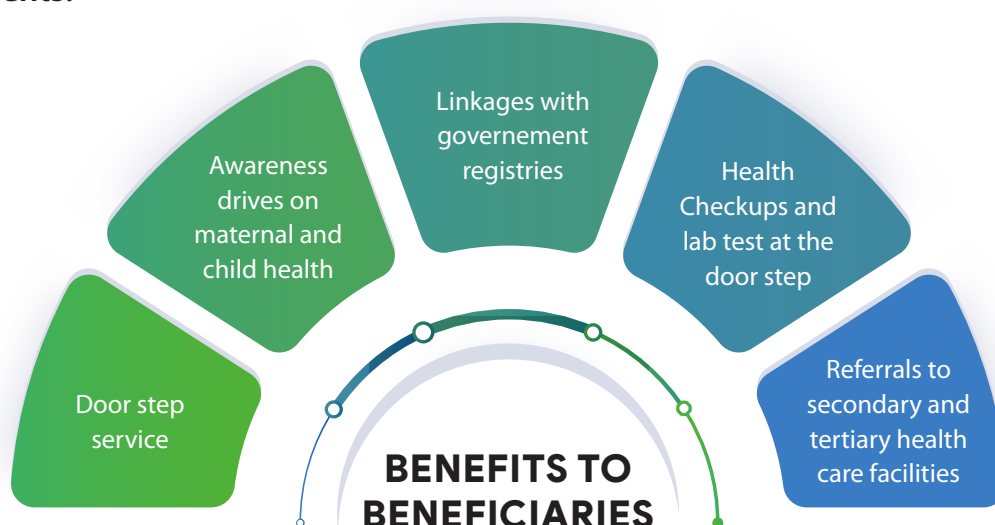 Door step
service
Awareness
drives on
maternal and
child health
Linkages with
governement
registries
Health
Checkups and
lab test at the
door step
Referrals to
secondary and
tertiary health
care facilities
BENEFITS TO
BENEFICIARIES